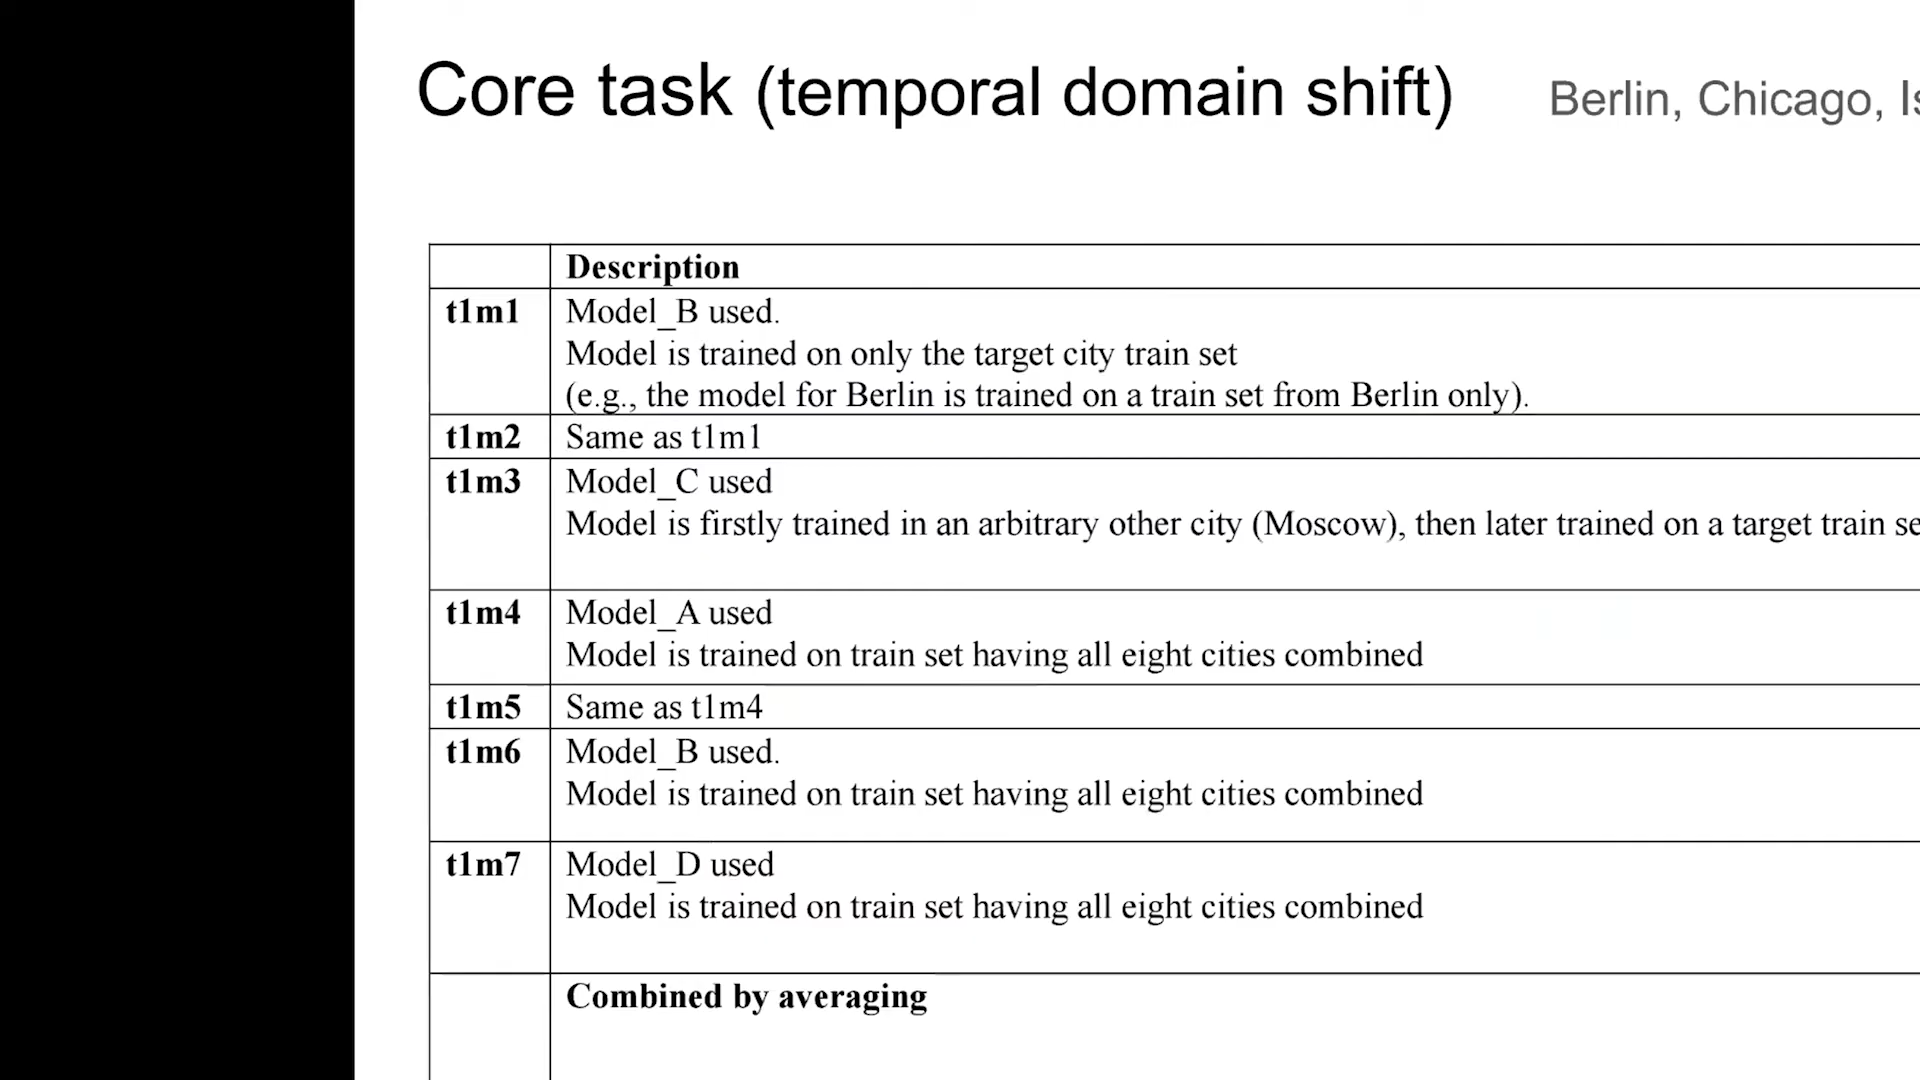 Core task (temporal domain shift) Berlin, Chicago,
Description
t1m1 Model_B used.
Model is trained on only the target city train set
(e.g., the model for Berlin is trained on a train set from Berlin only).
t1m2 Same as t1m1
t1m3 Model_C used
Model is firstly trained in an arbitrary other city (Moscow), then later trained on a target train
t1m4 Model_A used
Model is trained on train set having all eight cities combined
t1m5 Same as t1m4
t1m6 Model_B used.
Model is trained on train set having all eight cities combined
t1m7 Model_D used
Model is trained on train set having all eight cities combined
Combined by averaging